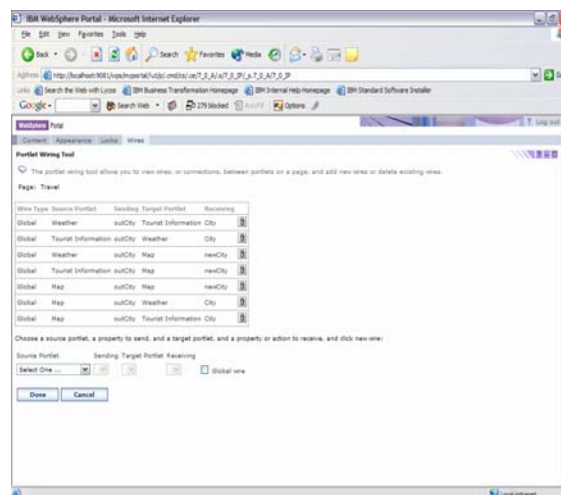 IBM WebSphere Portal - Microsoft Internet Explorer
File Edit View Favorites Tools Help
Back Search Favorites Media
Address http://localhost:9081/wps/myportal/
Links Search the Web with Lycos IBM Business Transformation Homepage IBM Internal Help Homepage IBM Standard Software Installer
Google Search Web 279 blocked Options
WebSphere Portal Log out
Content Appearance Locks Wires
Portlet Wiring Tool
The portlet wiring tool allows you to view wires, or connections, between portlets on a page, and add new wires or delete existing wires.
Page: Travel
Wire Type Source Portlet Sending Target Portlet Receiving
Global Weather outCity Tourist Information City
Global Tourist Information outCity Weather City
Global Weather outCity Map newCity
Global Tourist Information outCity Map newCity
Global Map outCity Map newCity
Global Map outCity Weather City
Global Map outCity Tourist Information City
Choose a source portlet, a property to send, and a target portlet, and a property or action to receive, and click new wire:
Source Portlet Sending Target Portlet Receiving
Select One ... Global wire
Done Cancel
Local intranet